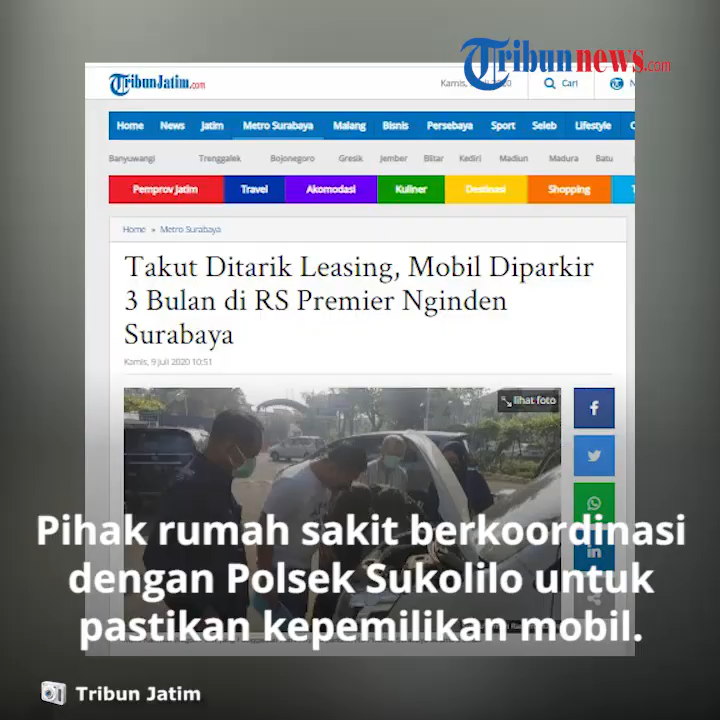 Tribunnews.com
TribunJatim.com
Kamis, 2020
Cari
N
Home News Jatim Metro Surabaya Malang Bisnis Persebaya Sport Seleb Lifestyle
Banyuwangi Trenggalek Bojonegoro Gresik Jember Blitar Kediri Madiun Madura Batu
Pemprov Jatim Travel Akomodasi Kuliner Destinasi Shopping
Home » Metro Surabaya
Takut Ditarik Leasing, Mobil Diparkir
3 Bulan di RS Premier Nginden
Surabaya
Kamis, 9 Juli 2020 10:51
lihat foto
Pihak rumah sakit berkoordinasi
dengan Polsek Sukolilo untuk
pastikan kepemilikan mobil.
Tribun Jatim